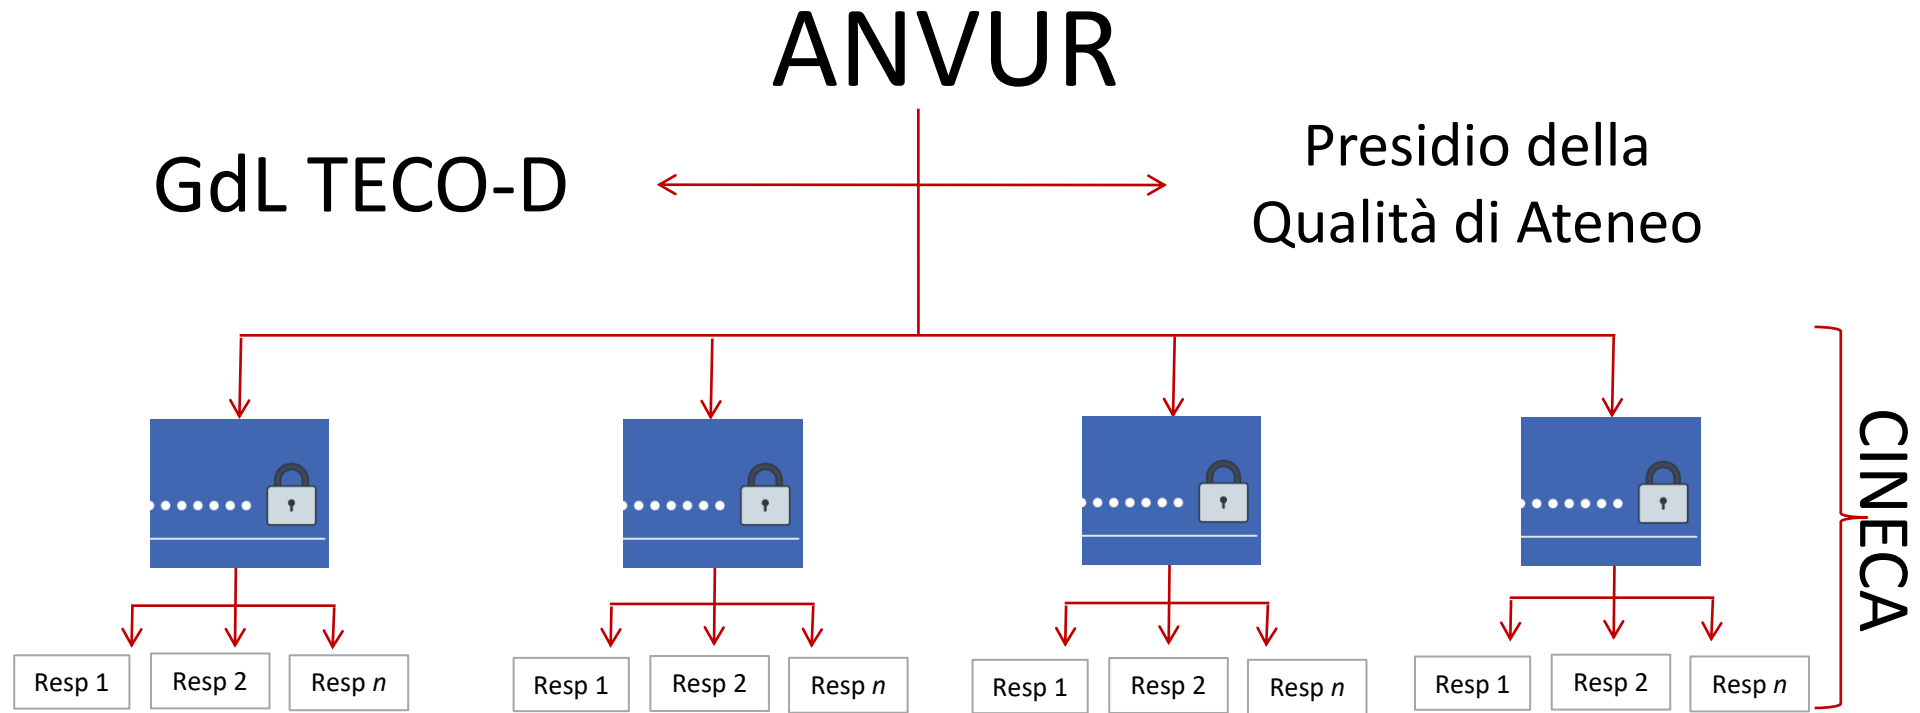 ANVUR
GdL TECO-D
Presidio della
Qualità di Ateneo
CINECA
Resp 1
Resp 2
Resp n
Resp 1
Resp 2
Resp n
Resp 1
Resp 2
Resp n
Resp 1
Resp 2
Resp n